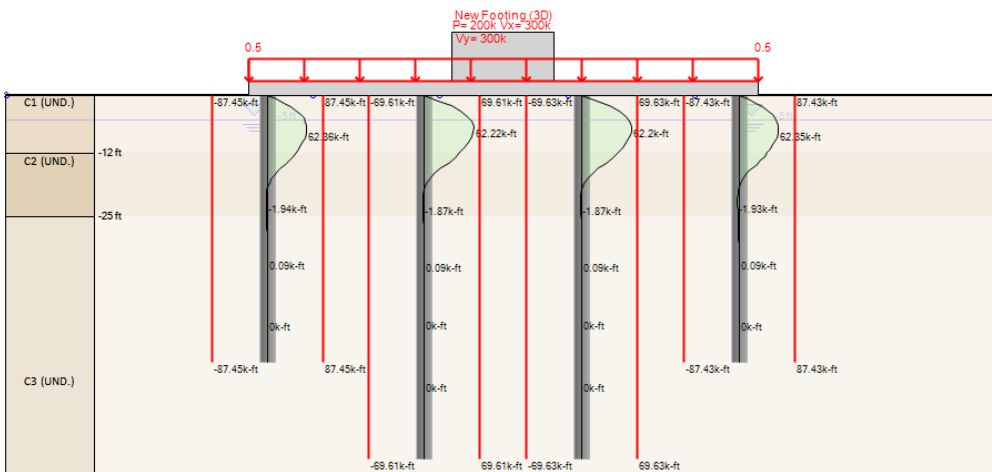 New Footing (3D)
P= 200k Vx= 300k
Vy= 300k
0.5
0.5
C1 (UND.)
-87.45k-ft
87.45k-ft
-69.61k-ft
69.61k-ft
-69.63k-ft
69.63k-ft
-87.43k-ft
87.43k-ft
-5 ft
-5 ft
62.36k-ft
62.22k-ft
62.2k-ft
62.35k-ft
-12 ft
C2 (UND.)
-1.94k-ft
-1.87k-ft
-1.87k-ft
-1.93k-ft
-25 ft
0.09k-ft
0.09k-ft
0.09k-ft
0.09k-ft
0k-ft
0k-ft
0k-ft
0k-ft
-87.45k-ft
87.45k-ft
-87.43k-ft
87.43k-ft
C3 (UND.)
0k-ft
0k-ft
-69.61k-ft
69.61k-ft
-69.63k-ft
69.63k-ft